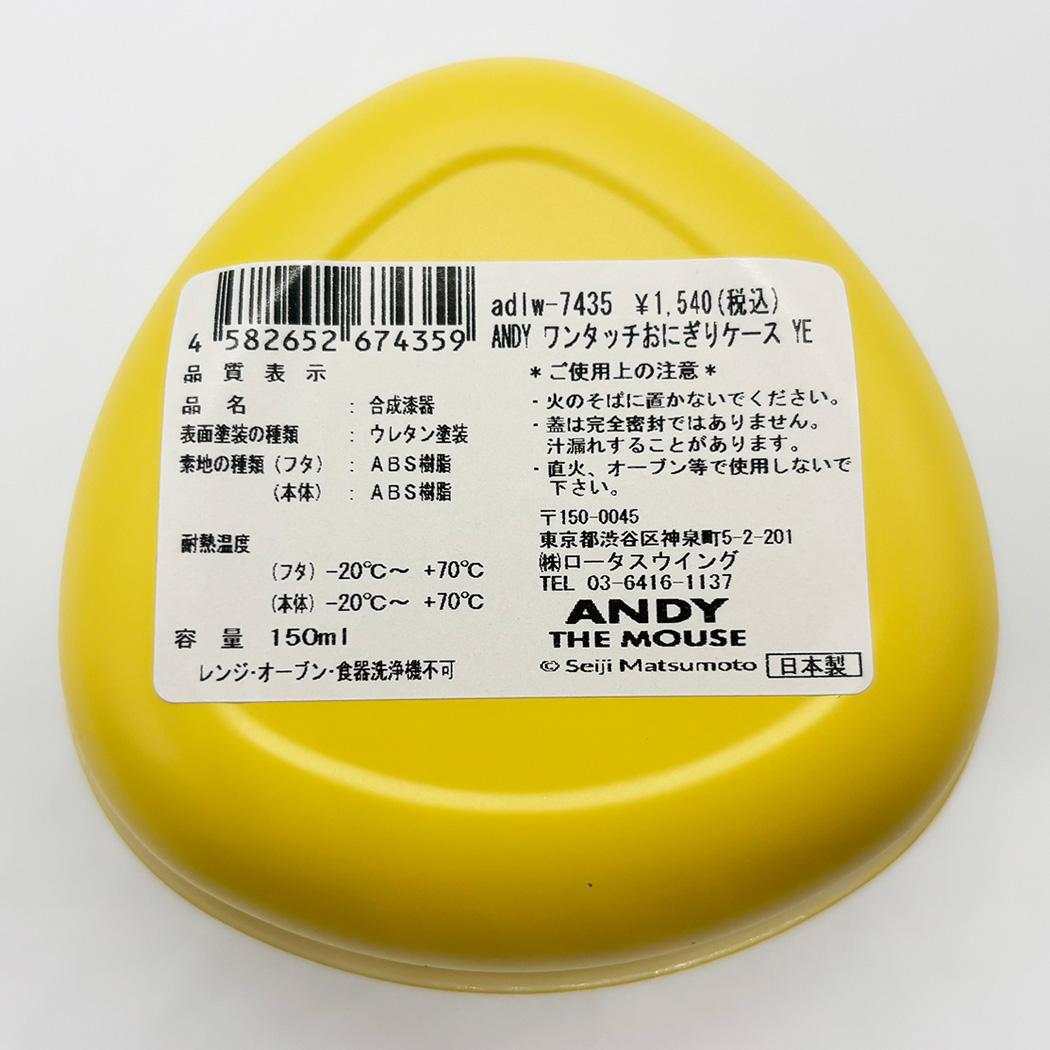 4 582652 674359
adlw-7435 ¥1,540(税込)
ANDY ワンタッチおにぎりケース YE
品質表示
品名 : 合成漆器
表面塗装の種類 : ウレタン塗装
素地の種類(フタ) : ABS樹脂
(本体) : ABS樹脂
耐熱温度
(フタ) -20℃~ +70℃
(本体) -20℃~ +70℃
容量 150ml
レンジ・オーブン・食器洗浄機不可
*ご使用上の注意*
・火のそばに置かないでください。
・蓋は完全密封ではありません。
汁漏れすることがあります。
・直火、オーブン等で使用しないで
下さい。
〒150-0045
東京都渋谷区神泉町5-2-201
㈱ロータスウイング
TEL 03-6416-1137
ANDY
THE MOUSE
© Seiji Matsumoto 日本製